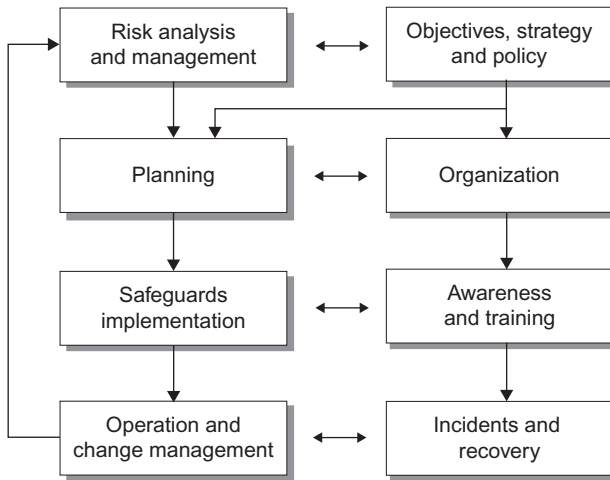 Risk analysis
and management
Objectives, strategy
and policy
Planning
Organization
Safeguards
implementation
Awareness
and training
Operation and
change management
Incidents and
recovery